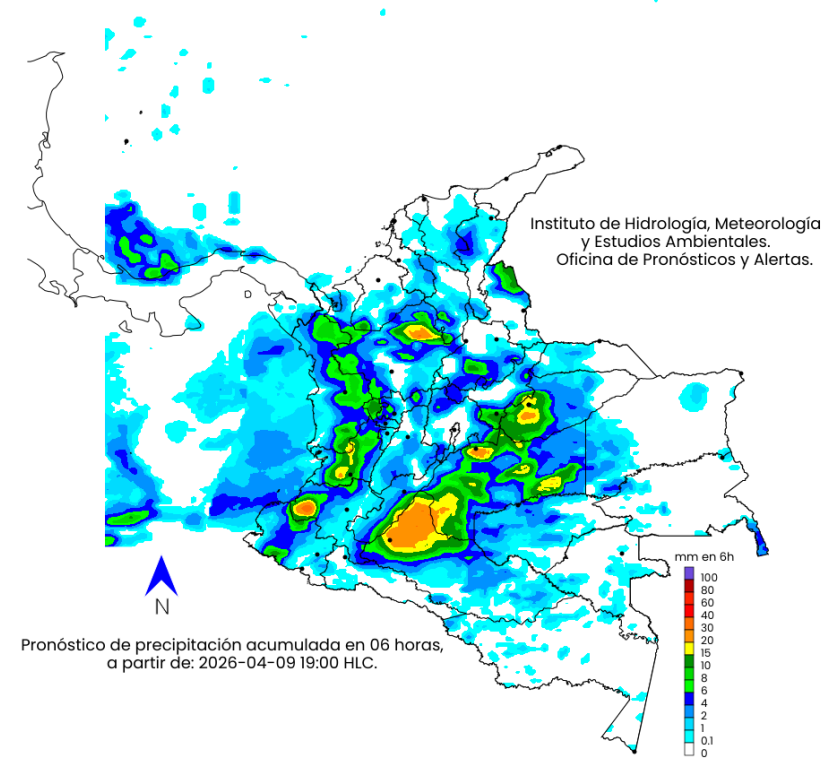 Instituto de Hidrología, Meteorología
y Estudios Ambientales.
Oficina de Pronósticos y Alertas.
mm en 6h
100
80
60
40
30
20
15
10
8
6
4
2
1
0.1
0
N
Pronóstico de precipitación acumulada en 06 horas,
a partir de: 2026-04-09 19:00 HLC.